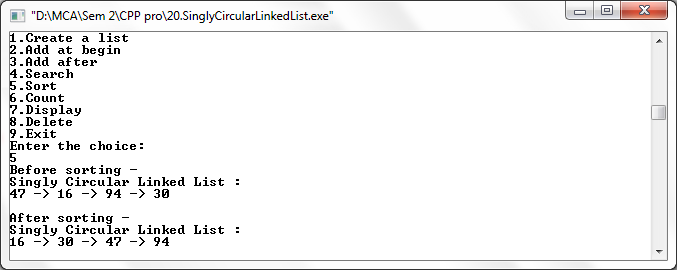 "D:\MCA\Sem 2\CPP pro\20.SinglyCircularLinkedList.exe"
1.Create a list
2.Add at begin
3.Add after
4.Search
5.Sort
6.Count
7.Display
8.Delete
9.Exit
Enter the choice:
5
Before sorting -
Singly Circular Linked List :
47 -> 16 -> 94 -> 30
After sorting -
Singly Circular Linked List :
16 -> 30 -> 47 -> 94